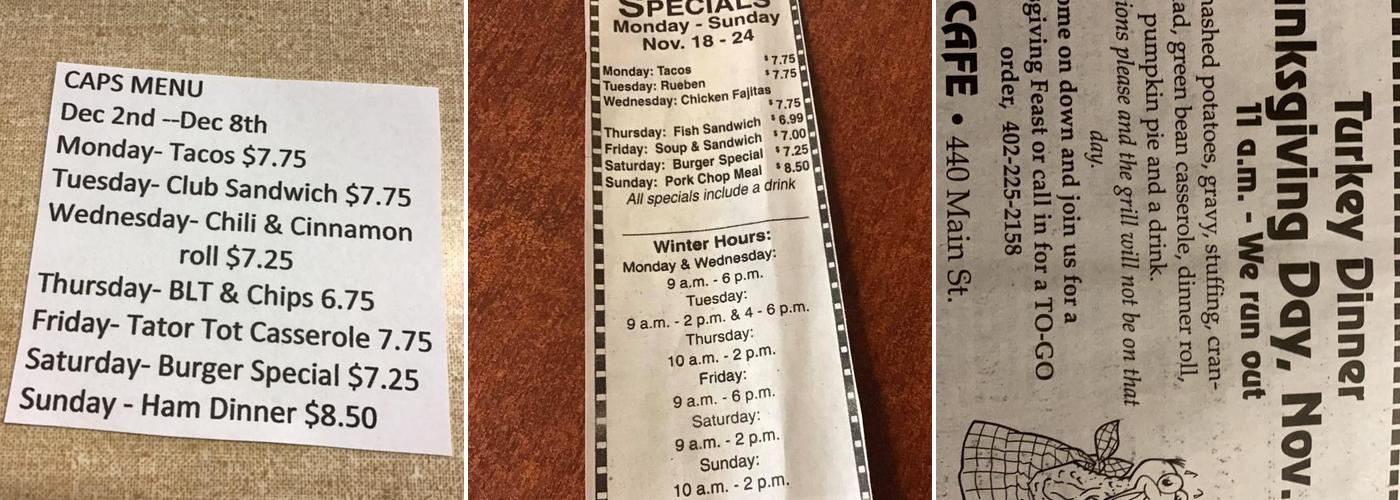 CAPS MENU
Dec 2nd --Dec 8th
Monday- Tacos $7.75
Tuesday- Club Sandwich $7.75
Wednesday- Chili & Cinnamon
roll $7.25
Thursday- BLT & Chips 6.75
Friday- Tator Tot Casserole 7.75
Saturday- Burger Special $7.25
Sunday - Ham Dinner $8.50
SPECIALS
Monday - Sunday
Nov. 18 - 24
Monday: Tacos $7.75
Tuesday: Rueben $7.75
Wednesday: Chicken Fajitas
$7.75
Thursday: Fish Sandwich $6.99
Friday: Soup & Sandwich $7.00
Saturday: Burger Special $7.25
Sunday: Pork Chop Meal $8.50
All specials include a drink
Winter Hours:
Monday & Wednesday:
9 a.m. - 6 p.m.
Tuesday:
9 a.m. - 2 p.m. & 4 - 6 p.m.
Thursday:
10 a.m. - 2 p.m.
Friday:
9 a.m. - 6 p.m.
Saturday:
9 a.m. - 2 p.m.
Sunday:
10 a.m. - 2 p.m.
Turkey Dinner
nksgiving Day, Nov.
11 a.m. - We run out
mashed potatoes, gravy, stuffing, cran-
ad, green bean casserole, dinner roll,
pumpkin pie and a drink.
ions please and the grill will not be on that
day.
ome on down and join us for a
sgiving Feast or call in for a TO-GO
order, 402-225-2158
CAFE • 440 Main St.